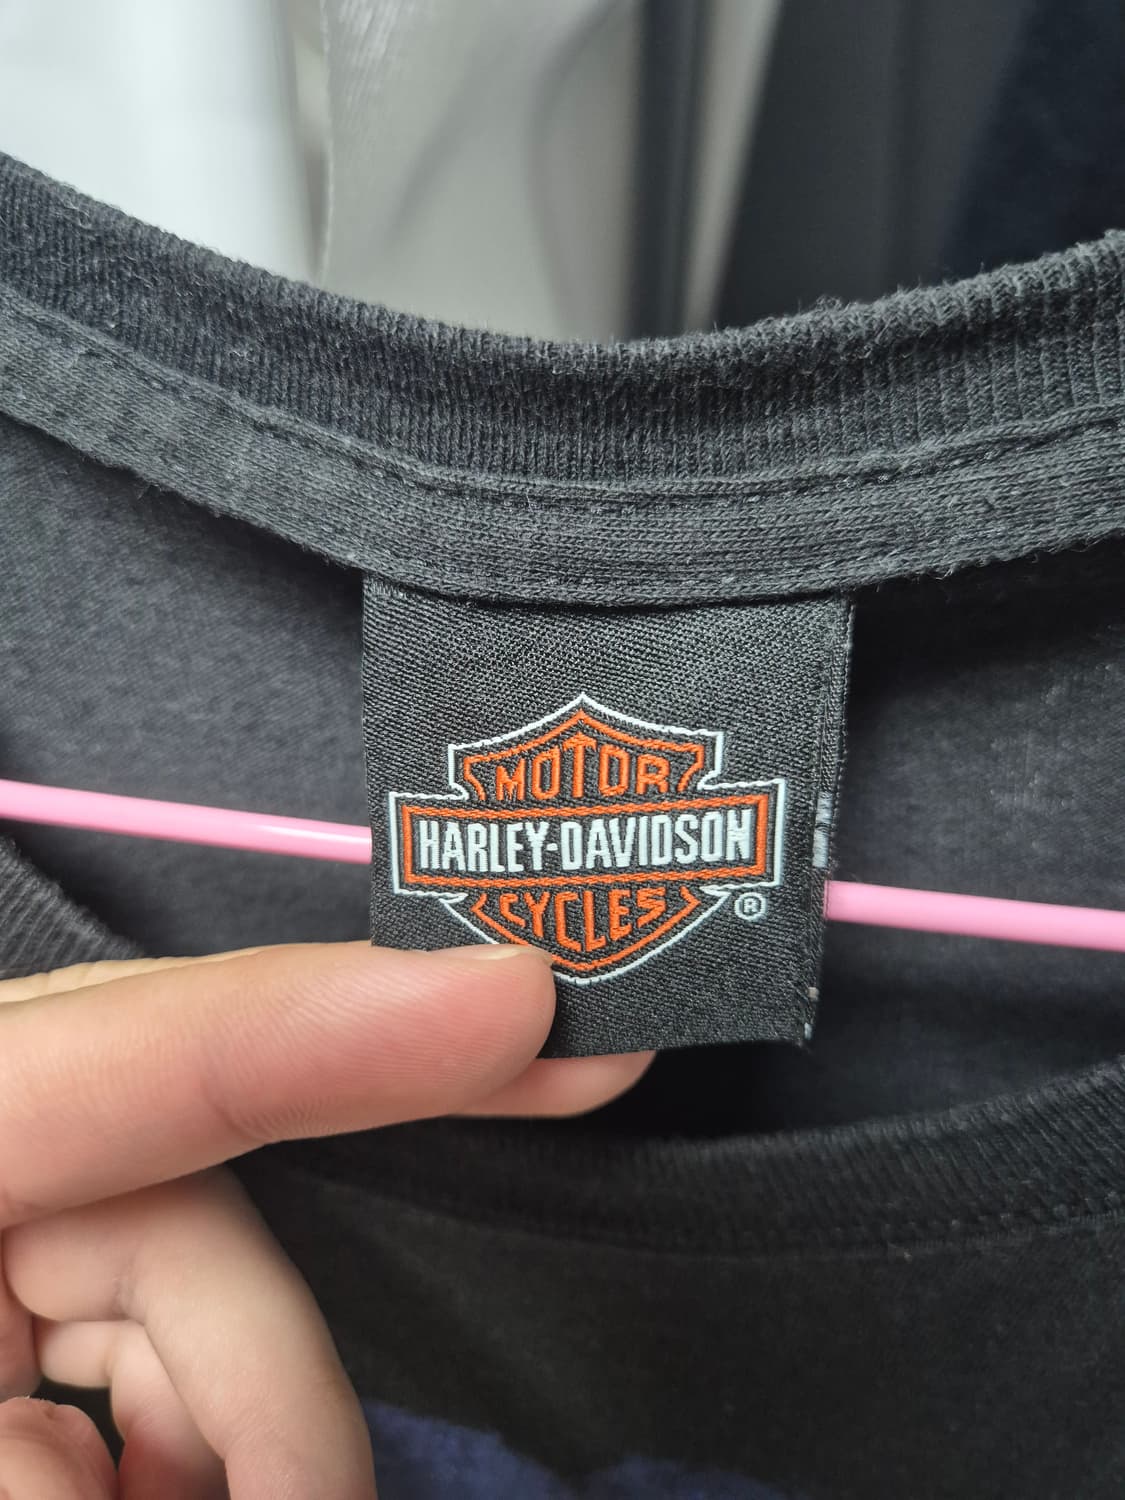 MOTOR
HARLEY-DAVIDSON
CYCLES
®